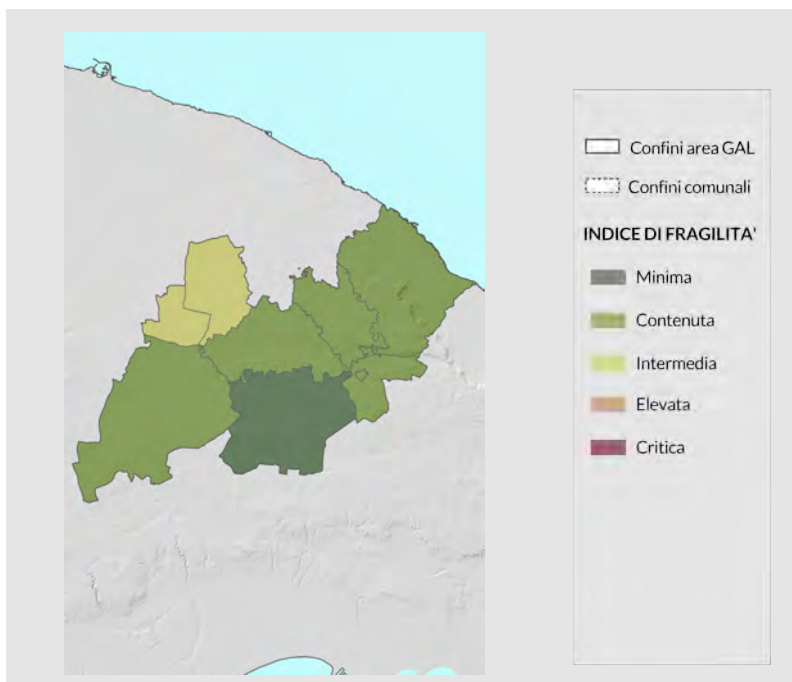 Confini area GAL
Confini comunali
INDICE DI FRAGILITA'
Minima
Contenuta
Intermedia
Elevata
Critica